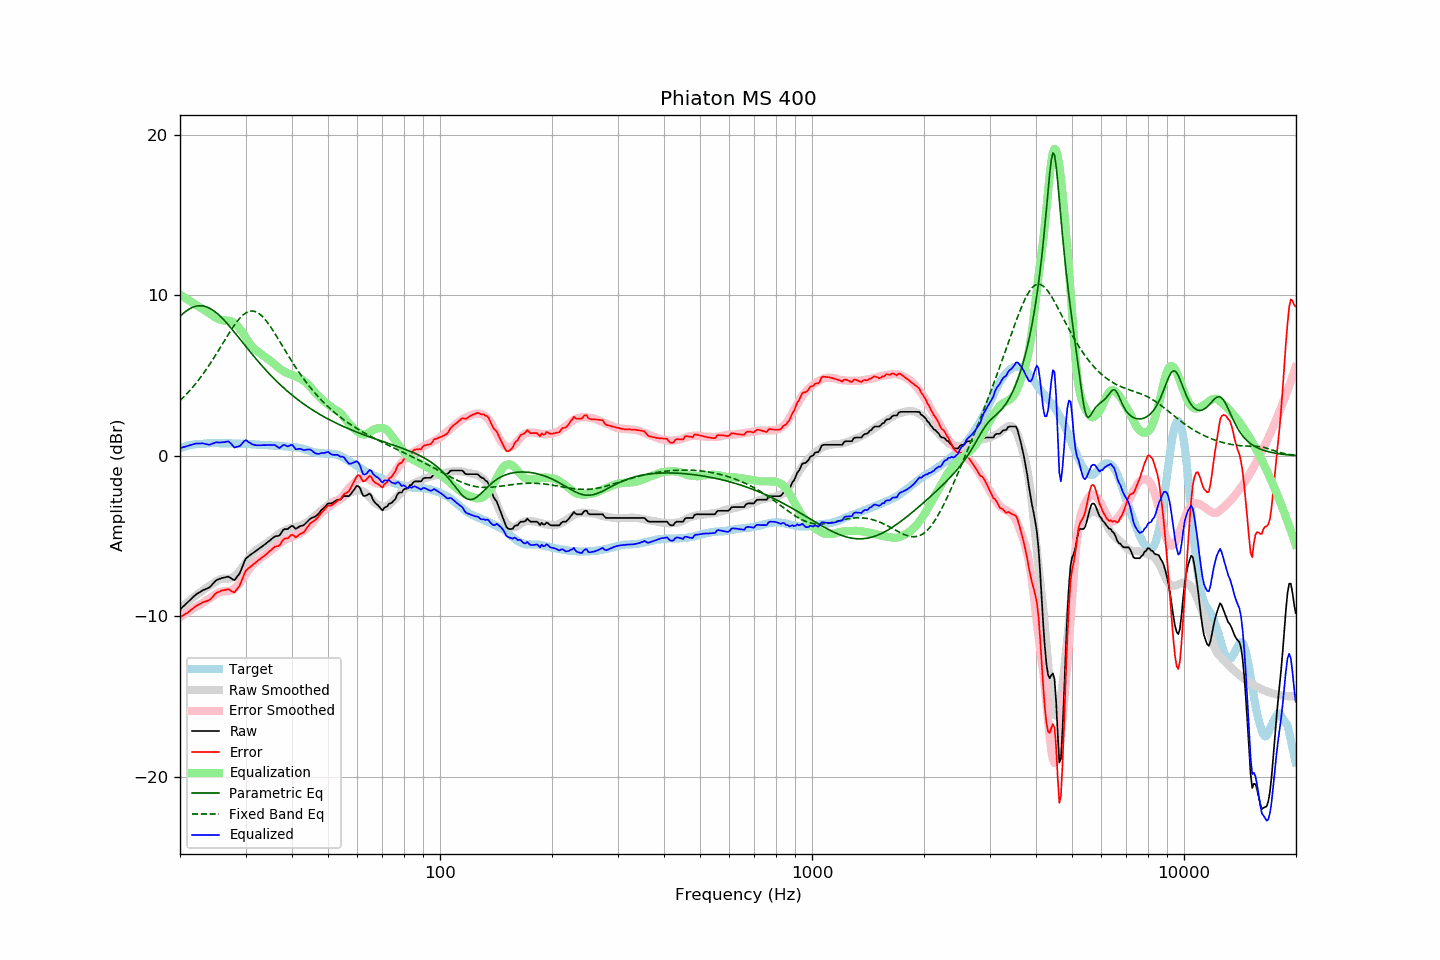 Phiaton MS 400
20
10
0
−10
−20
Amplitude (dBr)
Target
Raw Smoothed
Error Smoothed
Raw
Error
Equalization
Parametric Eq
Fixed Band Eq
Equalized
100
1000
10000
Frequency (Hz)